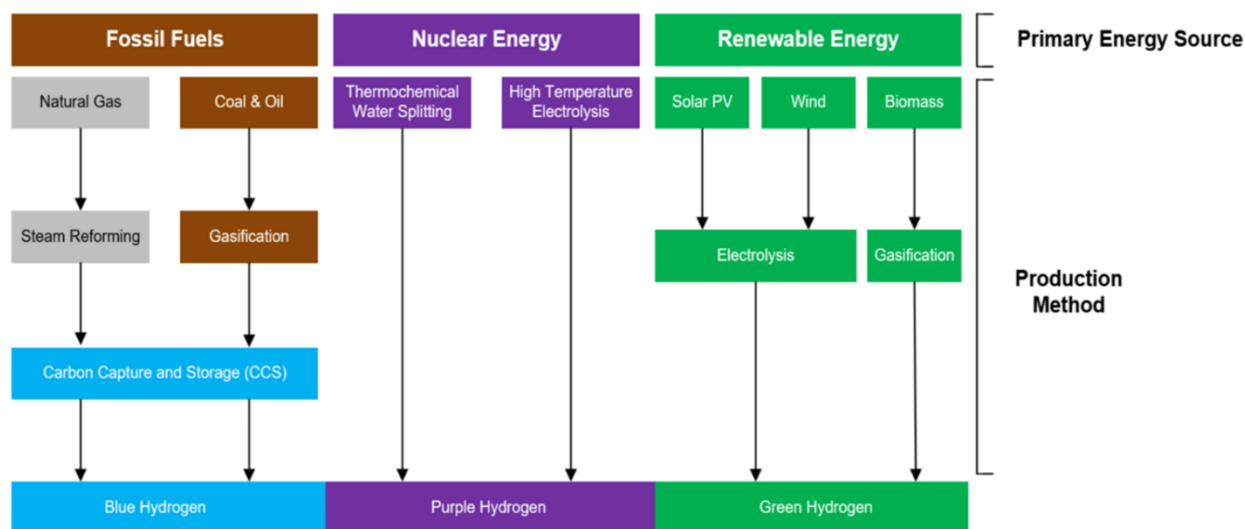 Fossil Fuels
Nuclear Energy
Renewable Energy
Primary Energy Source
Natural Gas
Coal & Oil
Thermochemical
Water Splitting
High Temperature
Electrolysis
Solar PV
Wind
Biomass
Steam Reforming
Gasification
Electrolysis
Gasification
Production
Method
Carbon Capture and Storage (CCS)
Blue Hydrogen
Purple Hydrogen
Green Hydrogen